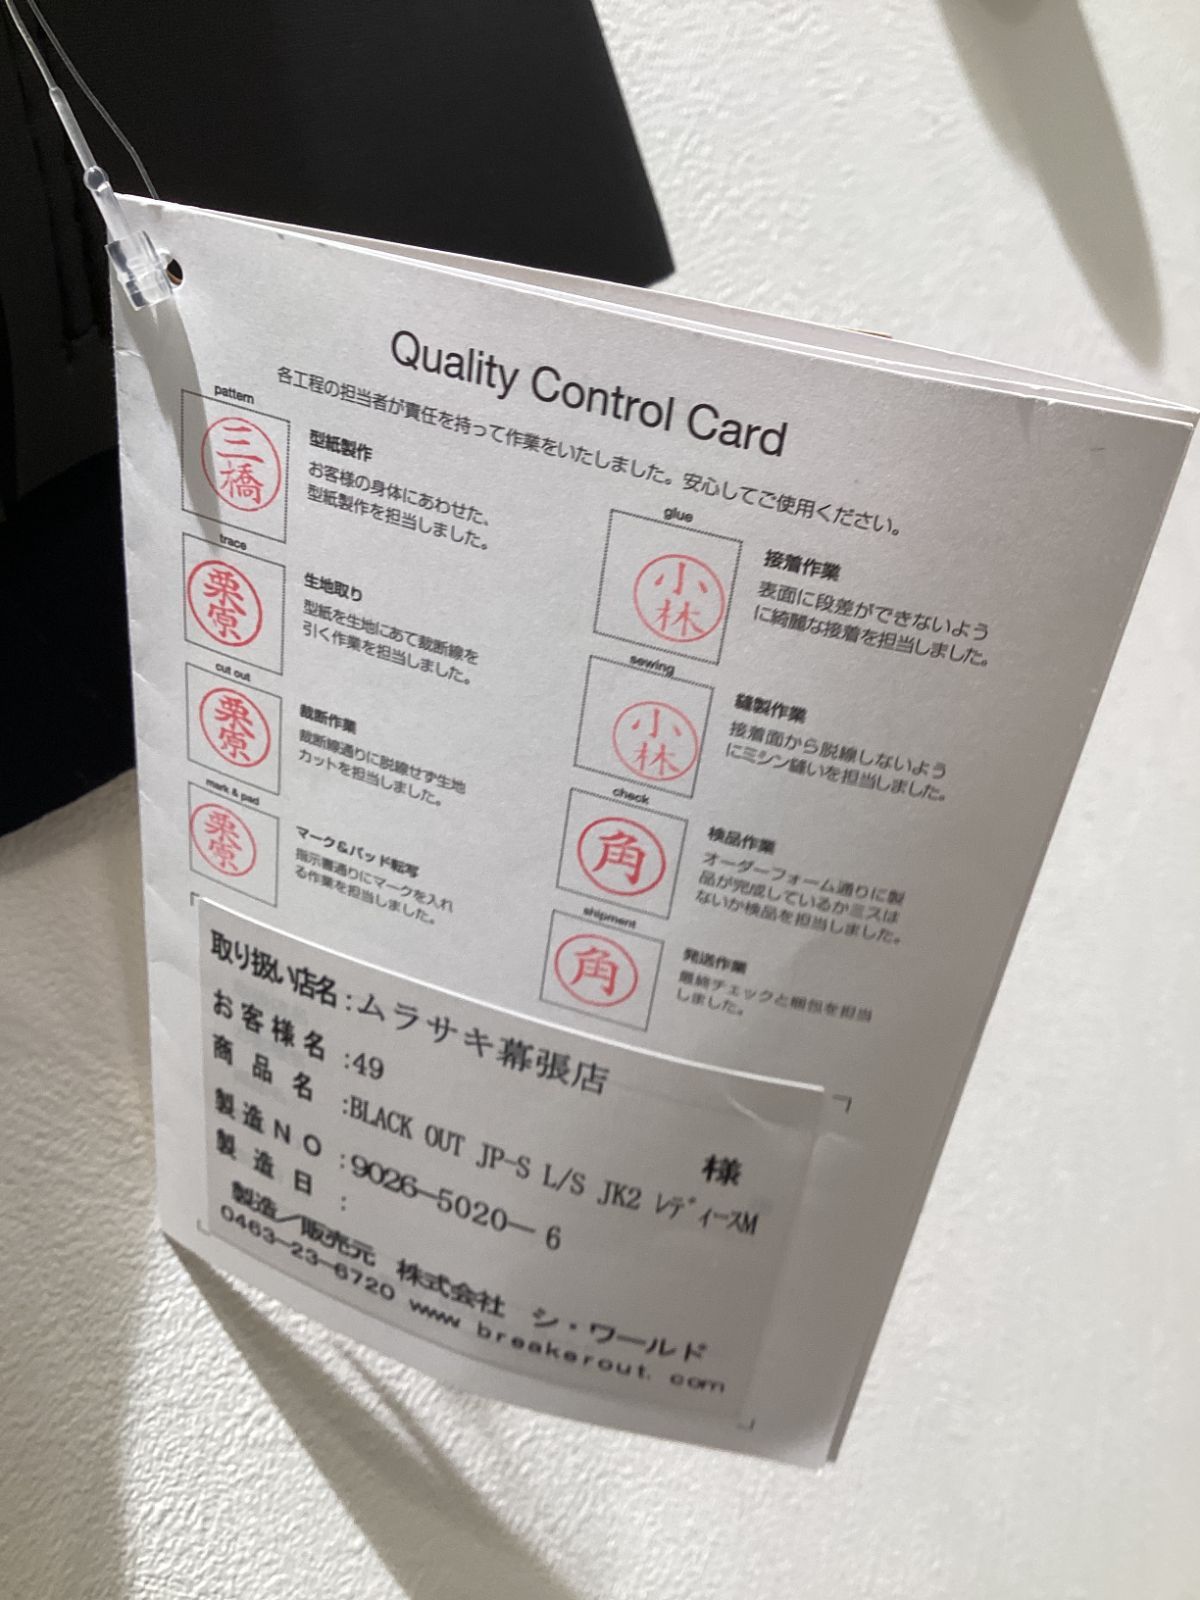 Quality Control Card
各工程の担当者が責任を持って作業をいたしました。安心してご使用ください。
pattern
三橋
型紙製作
お客様の身体にあわせた、
型紙製作を担当しました。
trace
栗原
生地取り
型紙を生地にあて裁断線を
引く作業を担当しました。
cut out
栗原
裁断作業
裁断線通りに脱線せず生地
カットを担当しました。
mark & pad
栗原
マーク&パッド転写
指示書通りにマークを入れ
る作業を担当しました。
glue
小林
接着作業
表面に段差ができないよう
に綺麗な接着を担当しました。
sewing
小林
縫製作業
接着面から脱線しないよう
にミシン縫いを担当しました。
check
角
検品作業
オーダーフォーム通りに製
品が完成しているかミスは
ないか検品を担当しました。
shipment
角
発送作業
最終チェックと梱包を担当
しました。
取り扱い店名：ムラサキ幕張店
お客様名：49 様
商品名：BLACK OUT JP-S L/S JK2 ﾚﾃﾞｨｰｽM
製造NO：9026-5020-6
製造日：
製造/販売元 株式会社 シ・ワールド
0463-23-6720 www breakerout. com